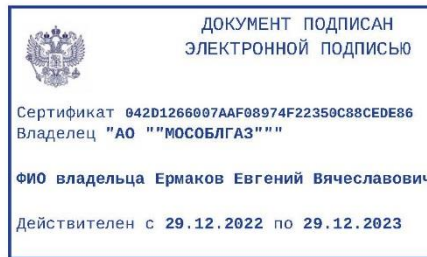 ДОКУМЕНТ ПОДПИСАН
ЭЛЕКТРОННОЙ ПОДПИСЬЮ
Сертификат 042D1266007AAF08974F22350C88CEDE86
Владелец "АО ""МОСОБЛГАЗ"""
ФИО владельца Ермаков Евгений Вячеславович
Действителен с 29.12.2022 по 29.12.2023